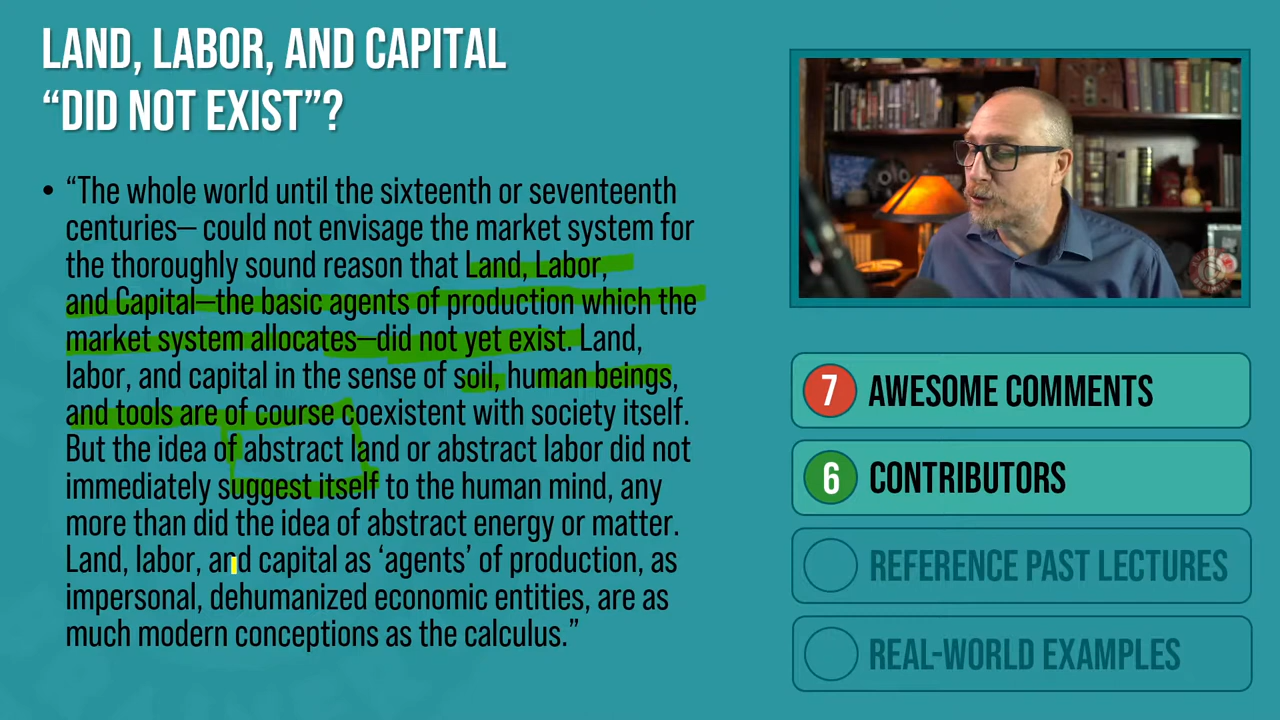 LAND, LABOR, AND CAPITAL
“DID NOT EXIST”?
• “The whole world until the sixteenth or seventeenth
centuries— could not envisage the market system for
the thoroughly sound reason that Land, Labor,
and Capital—the basic agents of production which the
market system allocates—did not yet exist. Land,
labor, and capital in the sense of soil, human beings,
and tools are of course coexistent with society itself.
But the idea of abstract land or abstract labor did not
immediately suggest itself to the human mind, any
more than did the idea of abstract energy or matter.
Land, labor, and capital as ‘agents’ of production, as
impersonal, dehumanized economic entities, are as
much modern conceptions as the calculus.”
7 AWESOME COMMENTS
6 CONTRIBUTORS
REFERENCE PAST LECTURES
REAL-WORLD EXAMPLES